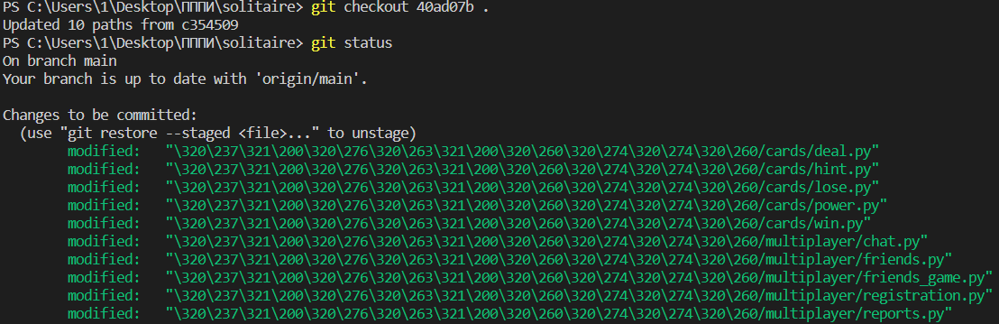 PS C:\Users\1\Desktop\ПППИ\solitaire> git checkout 40ad07b .
Updated 10 paths from c354509
PS C:\Users\1\Desktop\ПППИ\solitaire> git status
On branch main
Your branch is up to date with 'origin/main'.
Changes to be committed:
(use "git restore --staged <file>..." to unstage)
modified: "\320\237\321\200\320\276\320\263\321\200\320\260\320\274\320\274\320\260/cards/deal.py"
modified: "\320\237\321\200\320\276\320\263\321\200\320\260\320\274\320\274\320\260/cards/hint.py"
modified: "\320\237\321\200\320\276\320\263\321\200\320\260\320\274\320\274\320\260/cards/lose.py"
modified: "\320\237\321\200\320\276\320\263\321\200\320\260\320\274\320\274\320\260/cards/power.py"
modified: "\320\237\321\200\320\276\320\263\321\200\320\260\320\274\320\274\320\260/cards/win.py"
modified: "\320\237\321\200\320\276\320\263\321\200\320\260\320\274\320\274\320\260/multiplayer/chat.py"
modified: "\320\237\321\200\320\276\320\263\321\200\320\260\320\274\320\274\320\260/multiplayer/friends.py"
modified: "\320\237\321\200\320\276\320\263\321\200\320\260\320\274\320\274\320\260/multiplayer/friends_game.py"
modified: "\320\237\321\200\320\276\320\263\321\200\320\260\320\274\320\274\320\260/multiplayer/registration.py"
modified: "\320\237\321\200\320\276\320\263\321\200\320\260\320\274\320\274\320\260/multiplayer/reports.py"